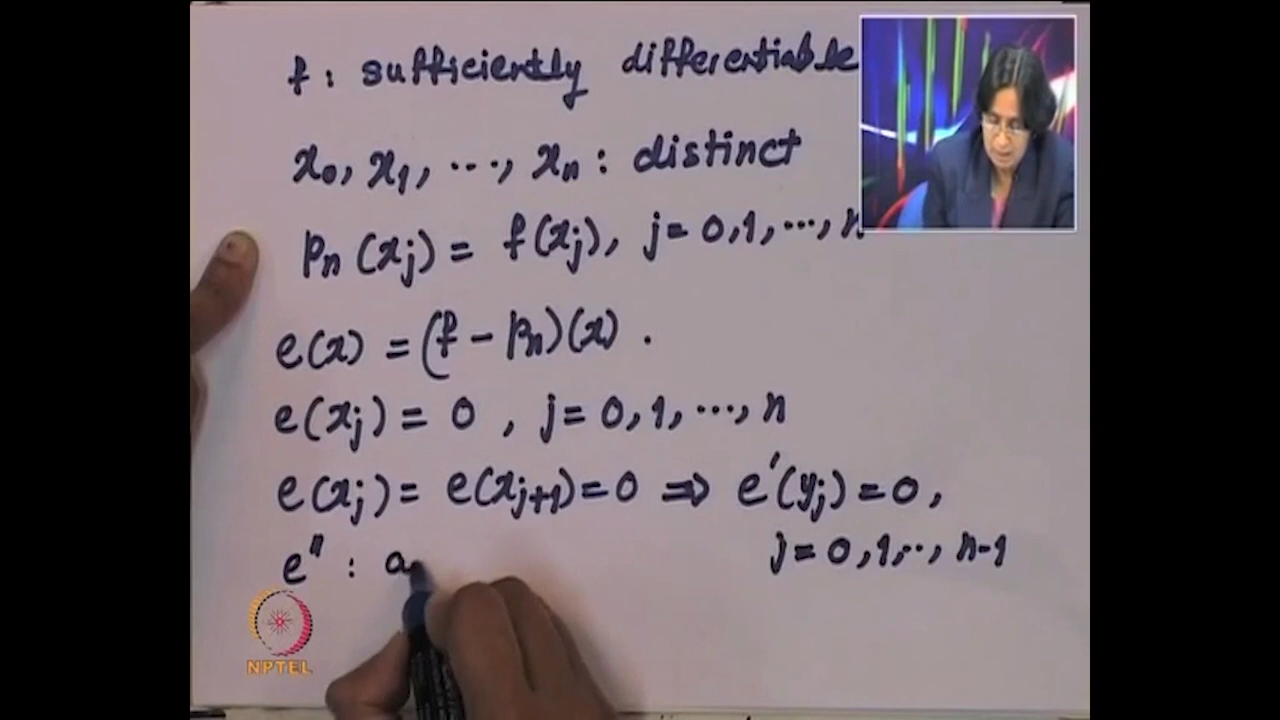 f : sufficiently differentiable
x₀, x₁, ..., xₙ : distinct
pₙ(xⱼ) = f(xⱼ), j = 0, 1, ..., n
e(x) = (f - pₙ)(x).
e(xⱼ) = 0, j = 0, 1, ..., n
e(xⱼ) = e(xⱼ₊₁) = 0 ⇒ e'(yⱼ) = 0,
j = 0, 1, .., n-1
e'' : a
NPTEL